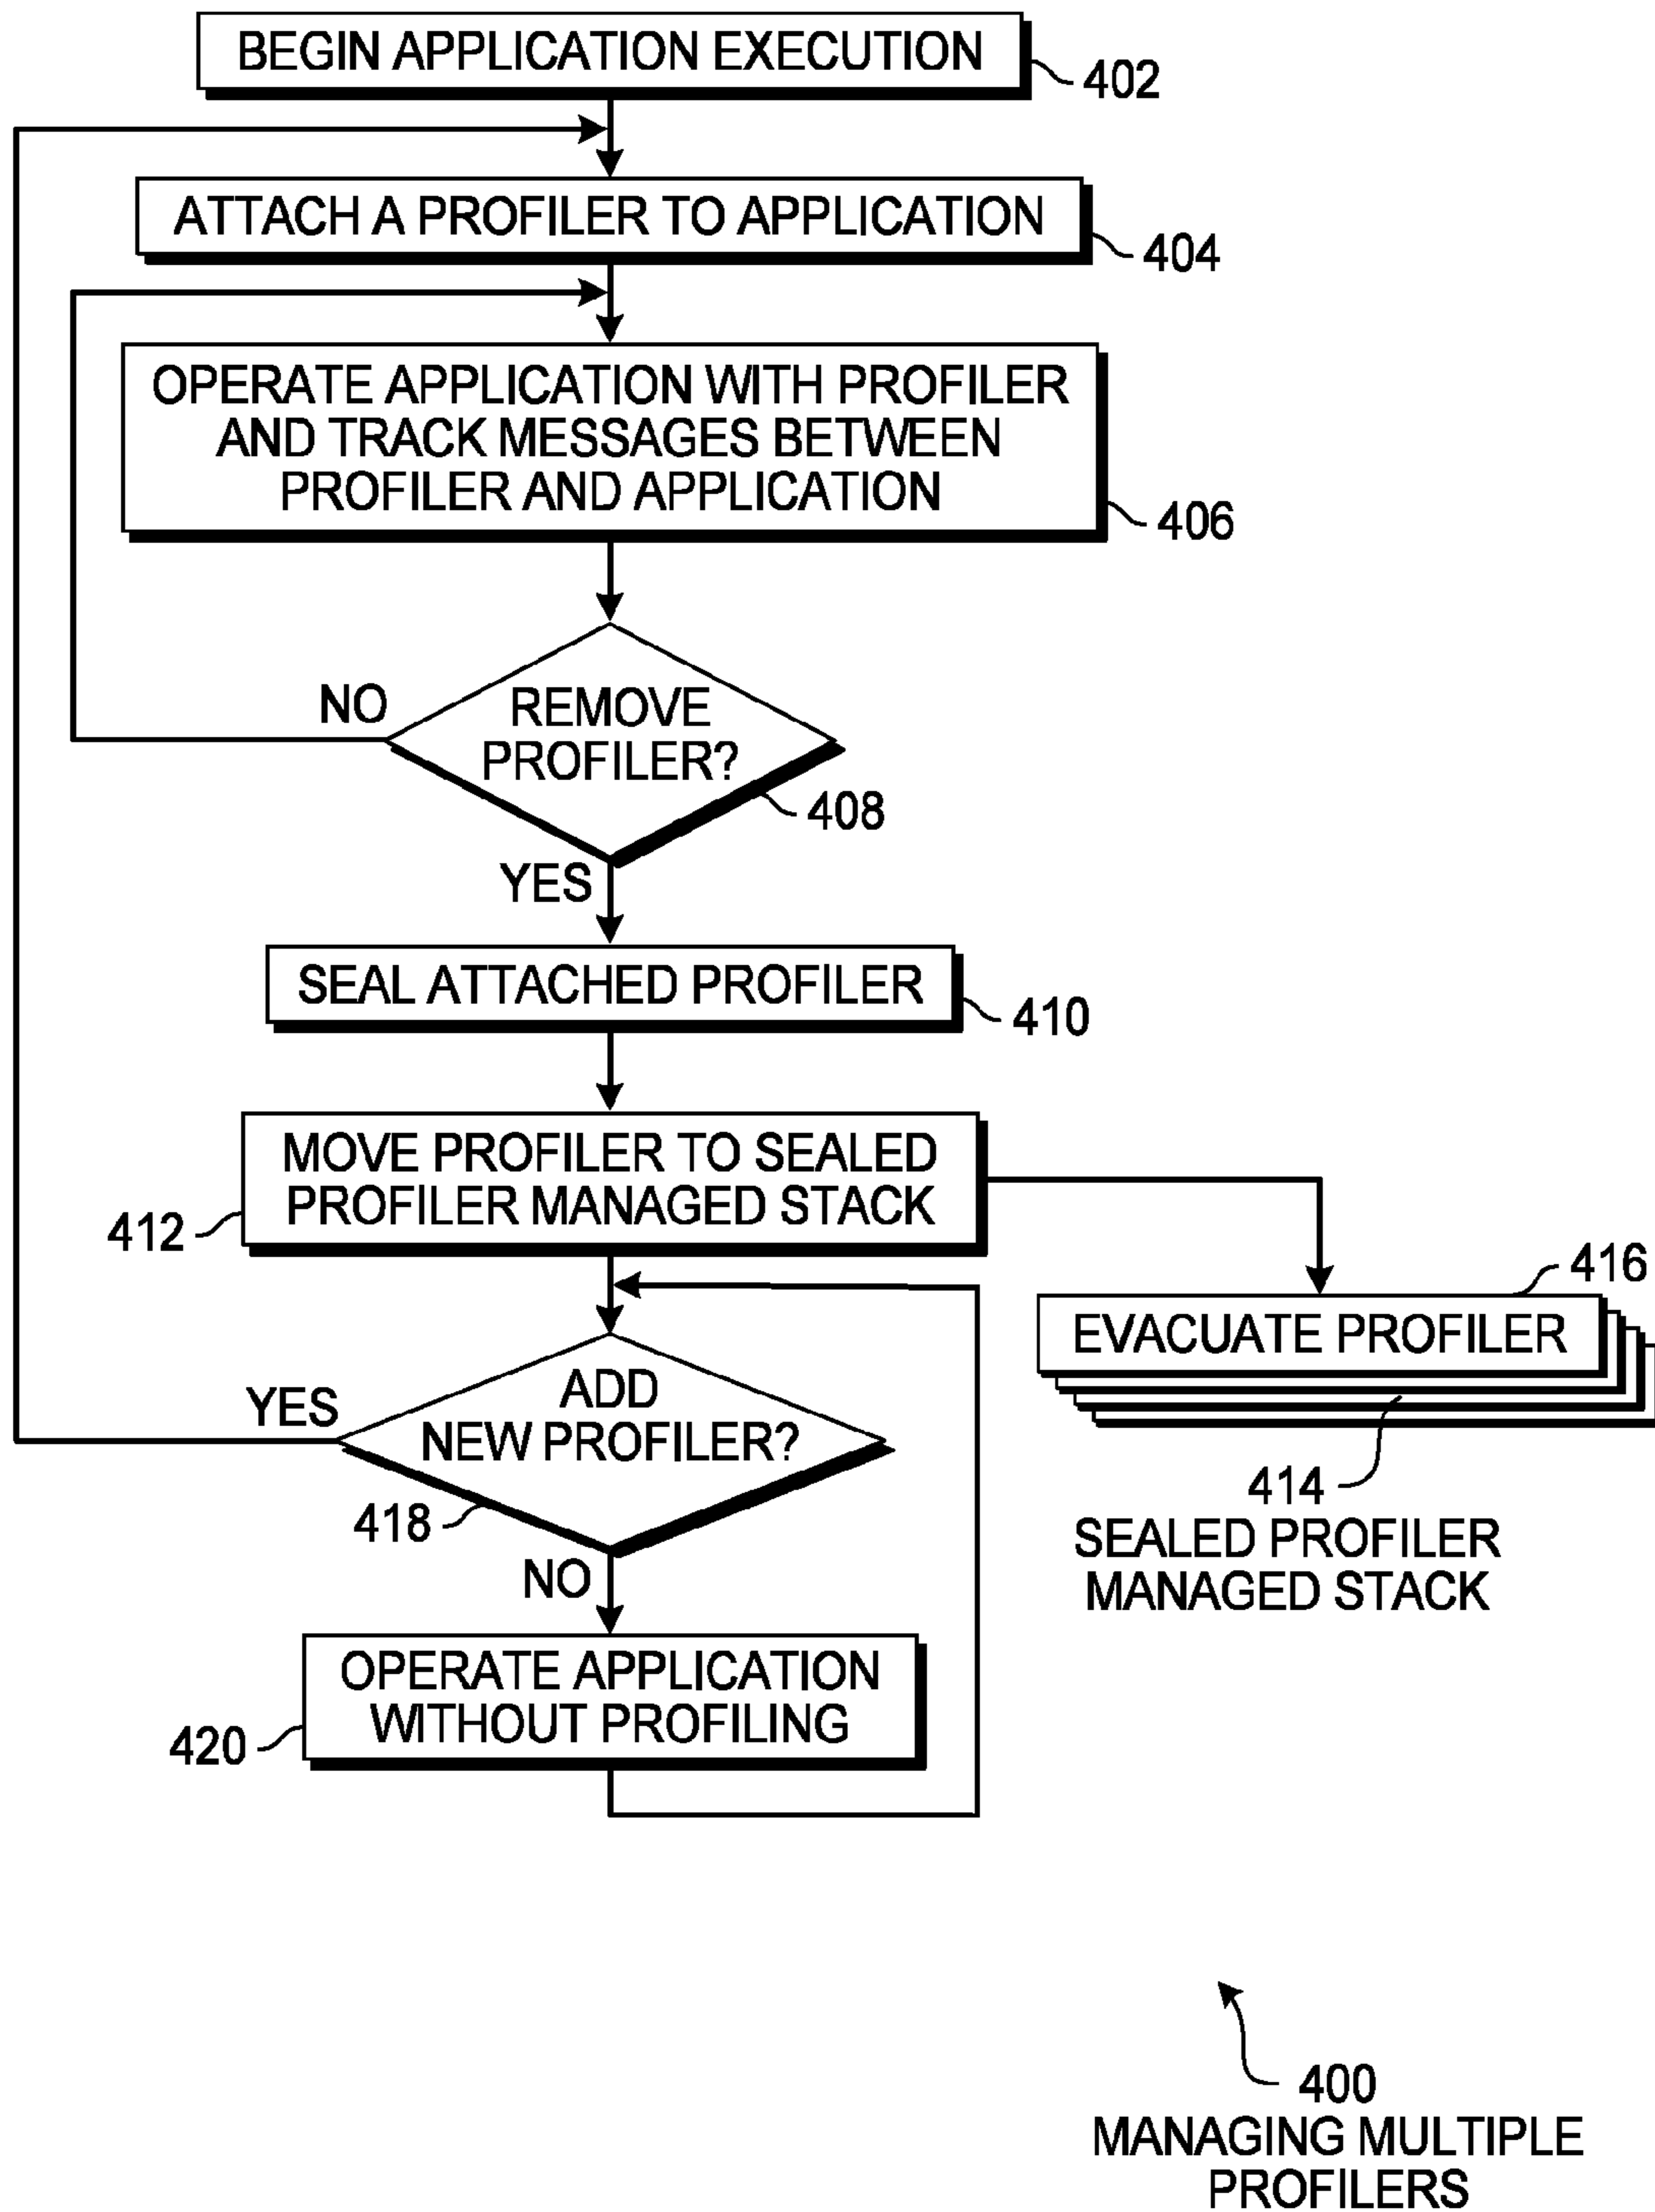 BEGIN APPLICATION EXECUTION
402
ATTACH A PROFILER TO APPLICATION
404
OPERATE APPLICATION WITH PROFILER
AND TRACK MESSAGES BETWEEN
PROFILER AND APPLICATION
406
NO
REMOVE
PROFILER?
408
YES
SEAL ATTACHED PROFILER
410
MOVE PROFILER TO SEALED
PROFILER MANAGED STACK
412
416
EVACUATE PROFILER
414
SEALED PROFILER
MANAGED STACK
YES
ADD
NEW PROFILER?
418
NO
OPERATE APPLICATION
WITHOUT PROFILING
420
400
MANAGING MULTIPLE
PROFILERS